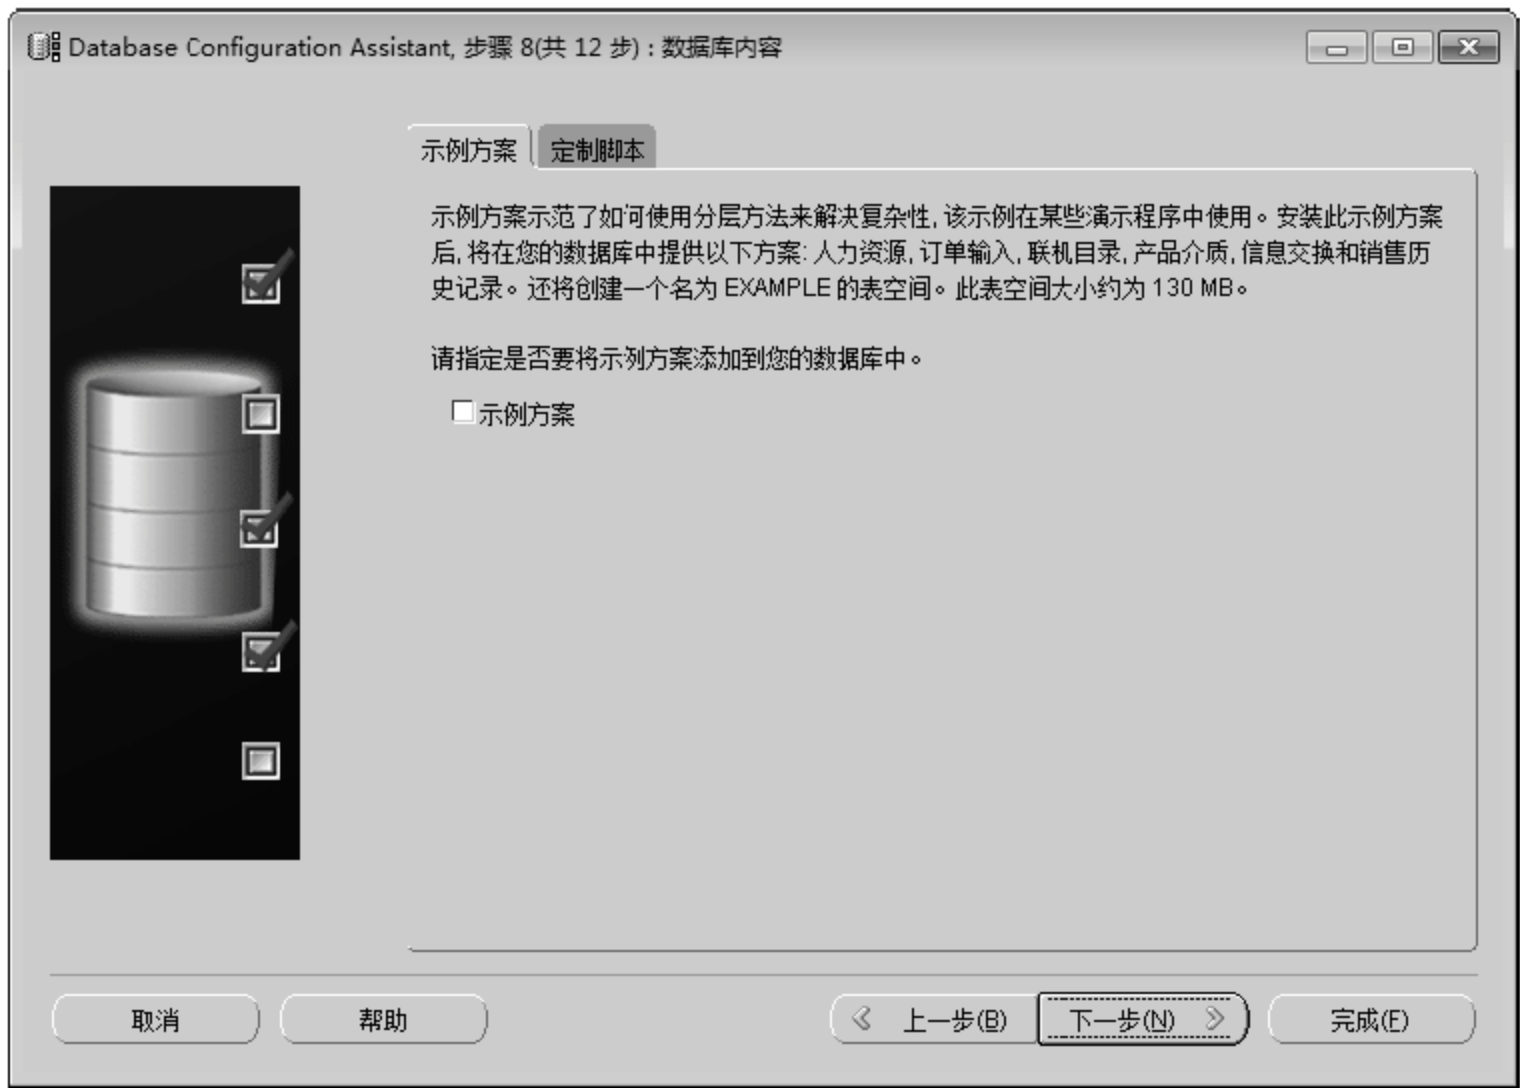 Database Configuration Assistant, 步骤 8(共 12 步) : 数据库内容
示例方案 定制脚本
示例方案示范了如何使用分层方法来解决复杂性, 该示例在某些演示程序中使用。安装此示例方案
后, 将在您的数据库中提供以下方案: 人力资源, 订单输入, 联机目录, 产品介质, 信息交换和销售历
史记录。还将创建一个名为 EXAMPLE 的表空间。此表空间大小约为 130 MB。
请指定是否要将示例方案添加到您的数据库中。
示例方案
取消 帮助 上一步(B) 下一步(N) 完成(F)